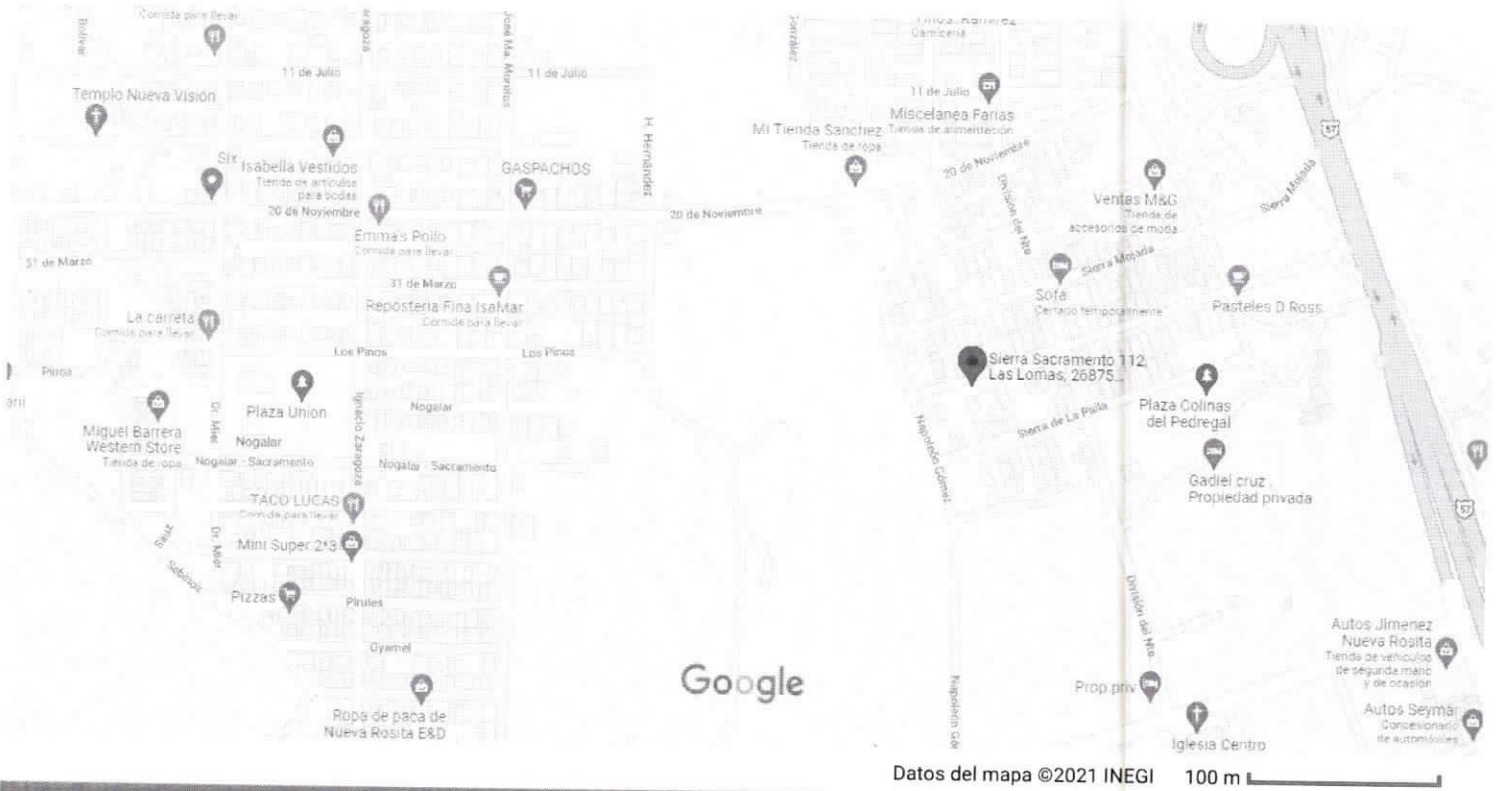 Comida para llevar
Bolívar
aragoza
José Ma. Morelos
11 de Julio
11 de Julio
Templo Nueva Visión
Six
Isabella Vestidos
Tienda de artículos
para bodas
GASPACHOS
H. Hernández
20 de Noviembre
20 de Noviembre
Emma's Pollo
Comida para llevar
31 de Marzo
31 de Marzo
Repostería Fina IsaMar
Comida para llevar
La carreta
Comida para llevar
Los Pinos
Los Pinos
Pinos
Plaza Union
Ignacio Zaragoza
Nogalar
Miguel Barrera
Western Store
Tienda de ropa
Dr. Mier
Nogalar
Nogalar - Sacramento
Nogalar - Sacramento
TACO LUCAS
Comida para llevar
Mini Super 2*3
Sauz
Dr. Mier
Sabinos
Pizzas
Pirules
Oyamel
Ropa de paca de
Nueva Rosita E&D
Google
González
Carnicería
11 de Julio
Miscelanea Farias
Tienda de alimentación
Mi Tienda Sanchez
Tienda de ropa
20 de Noviembre
División del Nte
57
Ventas M&G
Tienda de
accesorios de moda
Sierra Mojada
Sierra Mojada
Sofa
Cerrado temporalmente
Pasteles D Ross
Sierra Sacramento 112,
Las Lomas, 26875...
Plaza Colinas
del Pedregal
Sierra de La Paila
Napoleón Gómez
Gadiel cruz
Propiedad privada
57
División del Nte
Autos Jimenez
Nueva Rosita
Tienda de vehículos
de segunda mano
y de ocasión
Prop.priv
Napoleón Gó
Iglesia Centro
Autos Seymar
Concesionario
de automóviles
Datos del mapa ©2021 INEGI
100 m